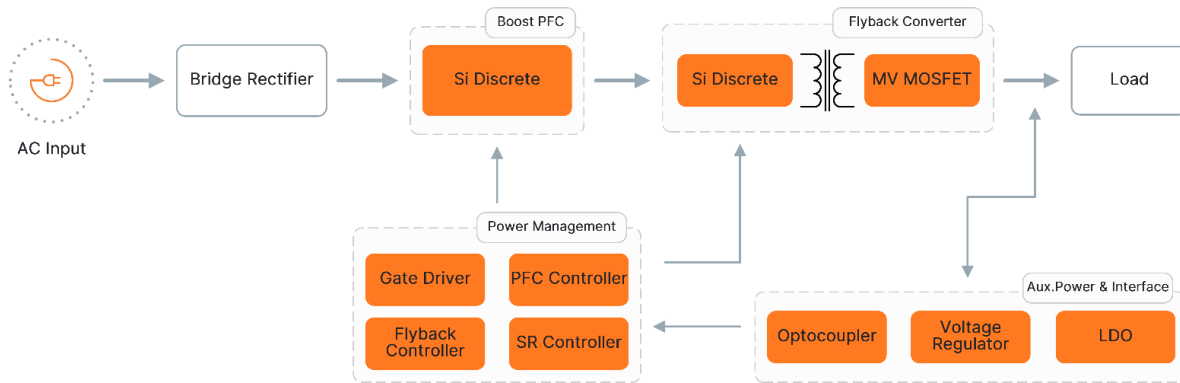 Boost PFC
Flyback Converter
Bridge Rectifier
Si Discrete
Si Discrete
MV MOSFET
Load
AC Input
Power Management
Gate Driver
PFC Controller
Flyback
Controller
SR Controller
Aux.Power & Interface
Optocoupler
Voltage
Regulator
LDO